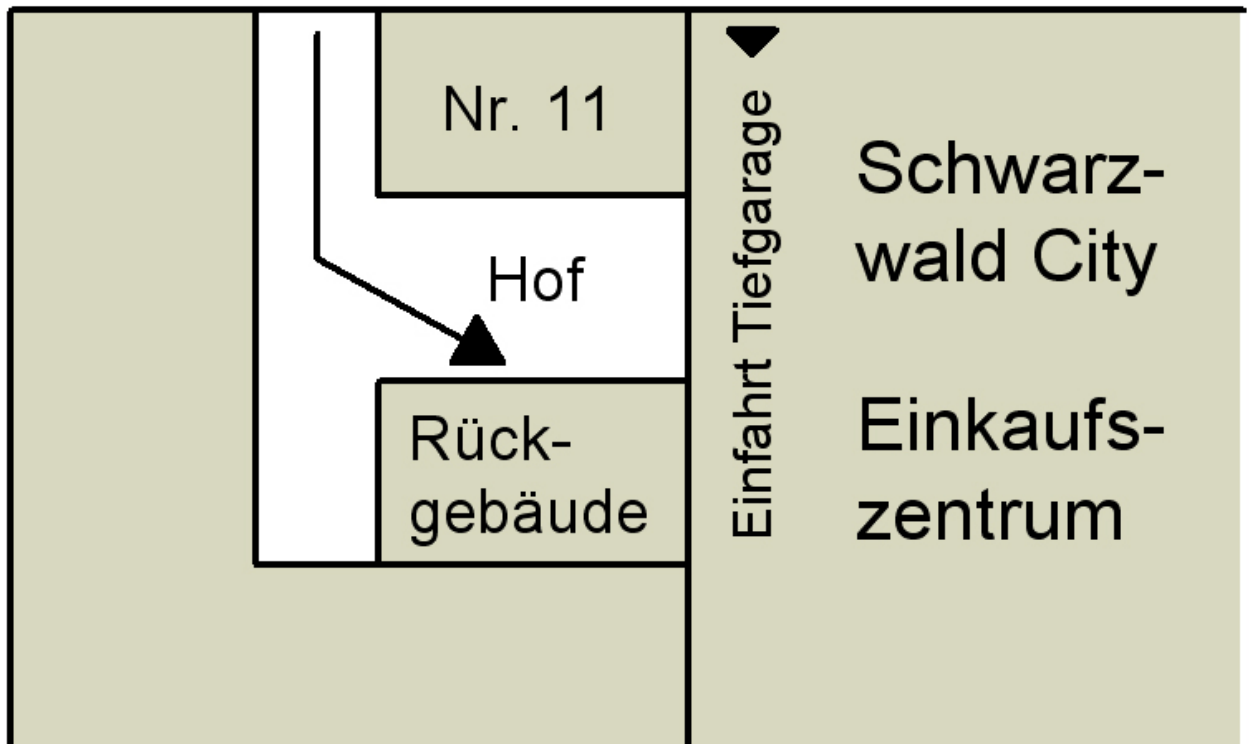 Nr. 11
Hof
Rück-
gebäude
Einfahrt Tiefgarage
Schwarz-
wald City
Einkaufs-
zentrum